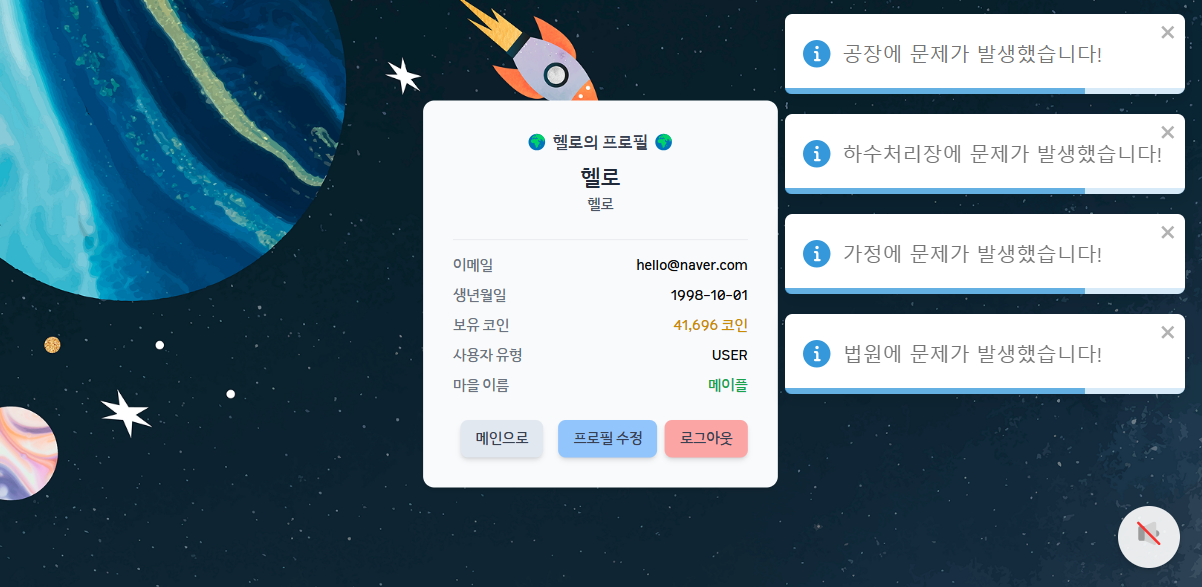 🌍 헬로의 프로필 🌍
헬로
헬로
이메일 hello@naver.com
생년월일 1998-10-01
보유 코인 41,696 코인
사용자 유형 USER
마을 이름 메이플
메인으로 프로필 수정 로그아웃
공장에 문제가 발생했습니다!
하수처리장에 문제가 발생했습니다!
가정에 문제가 발생했습니다!
법원에 문제가 발생했습니다!